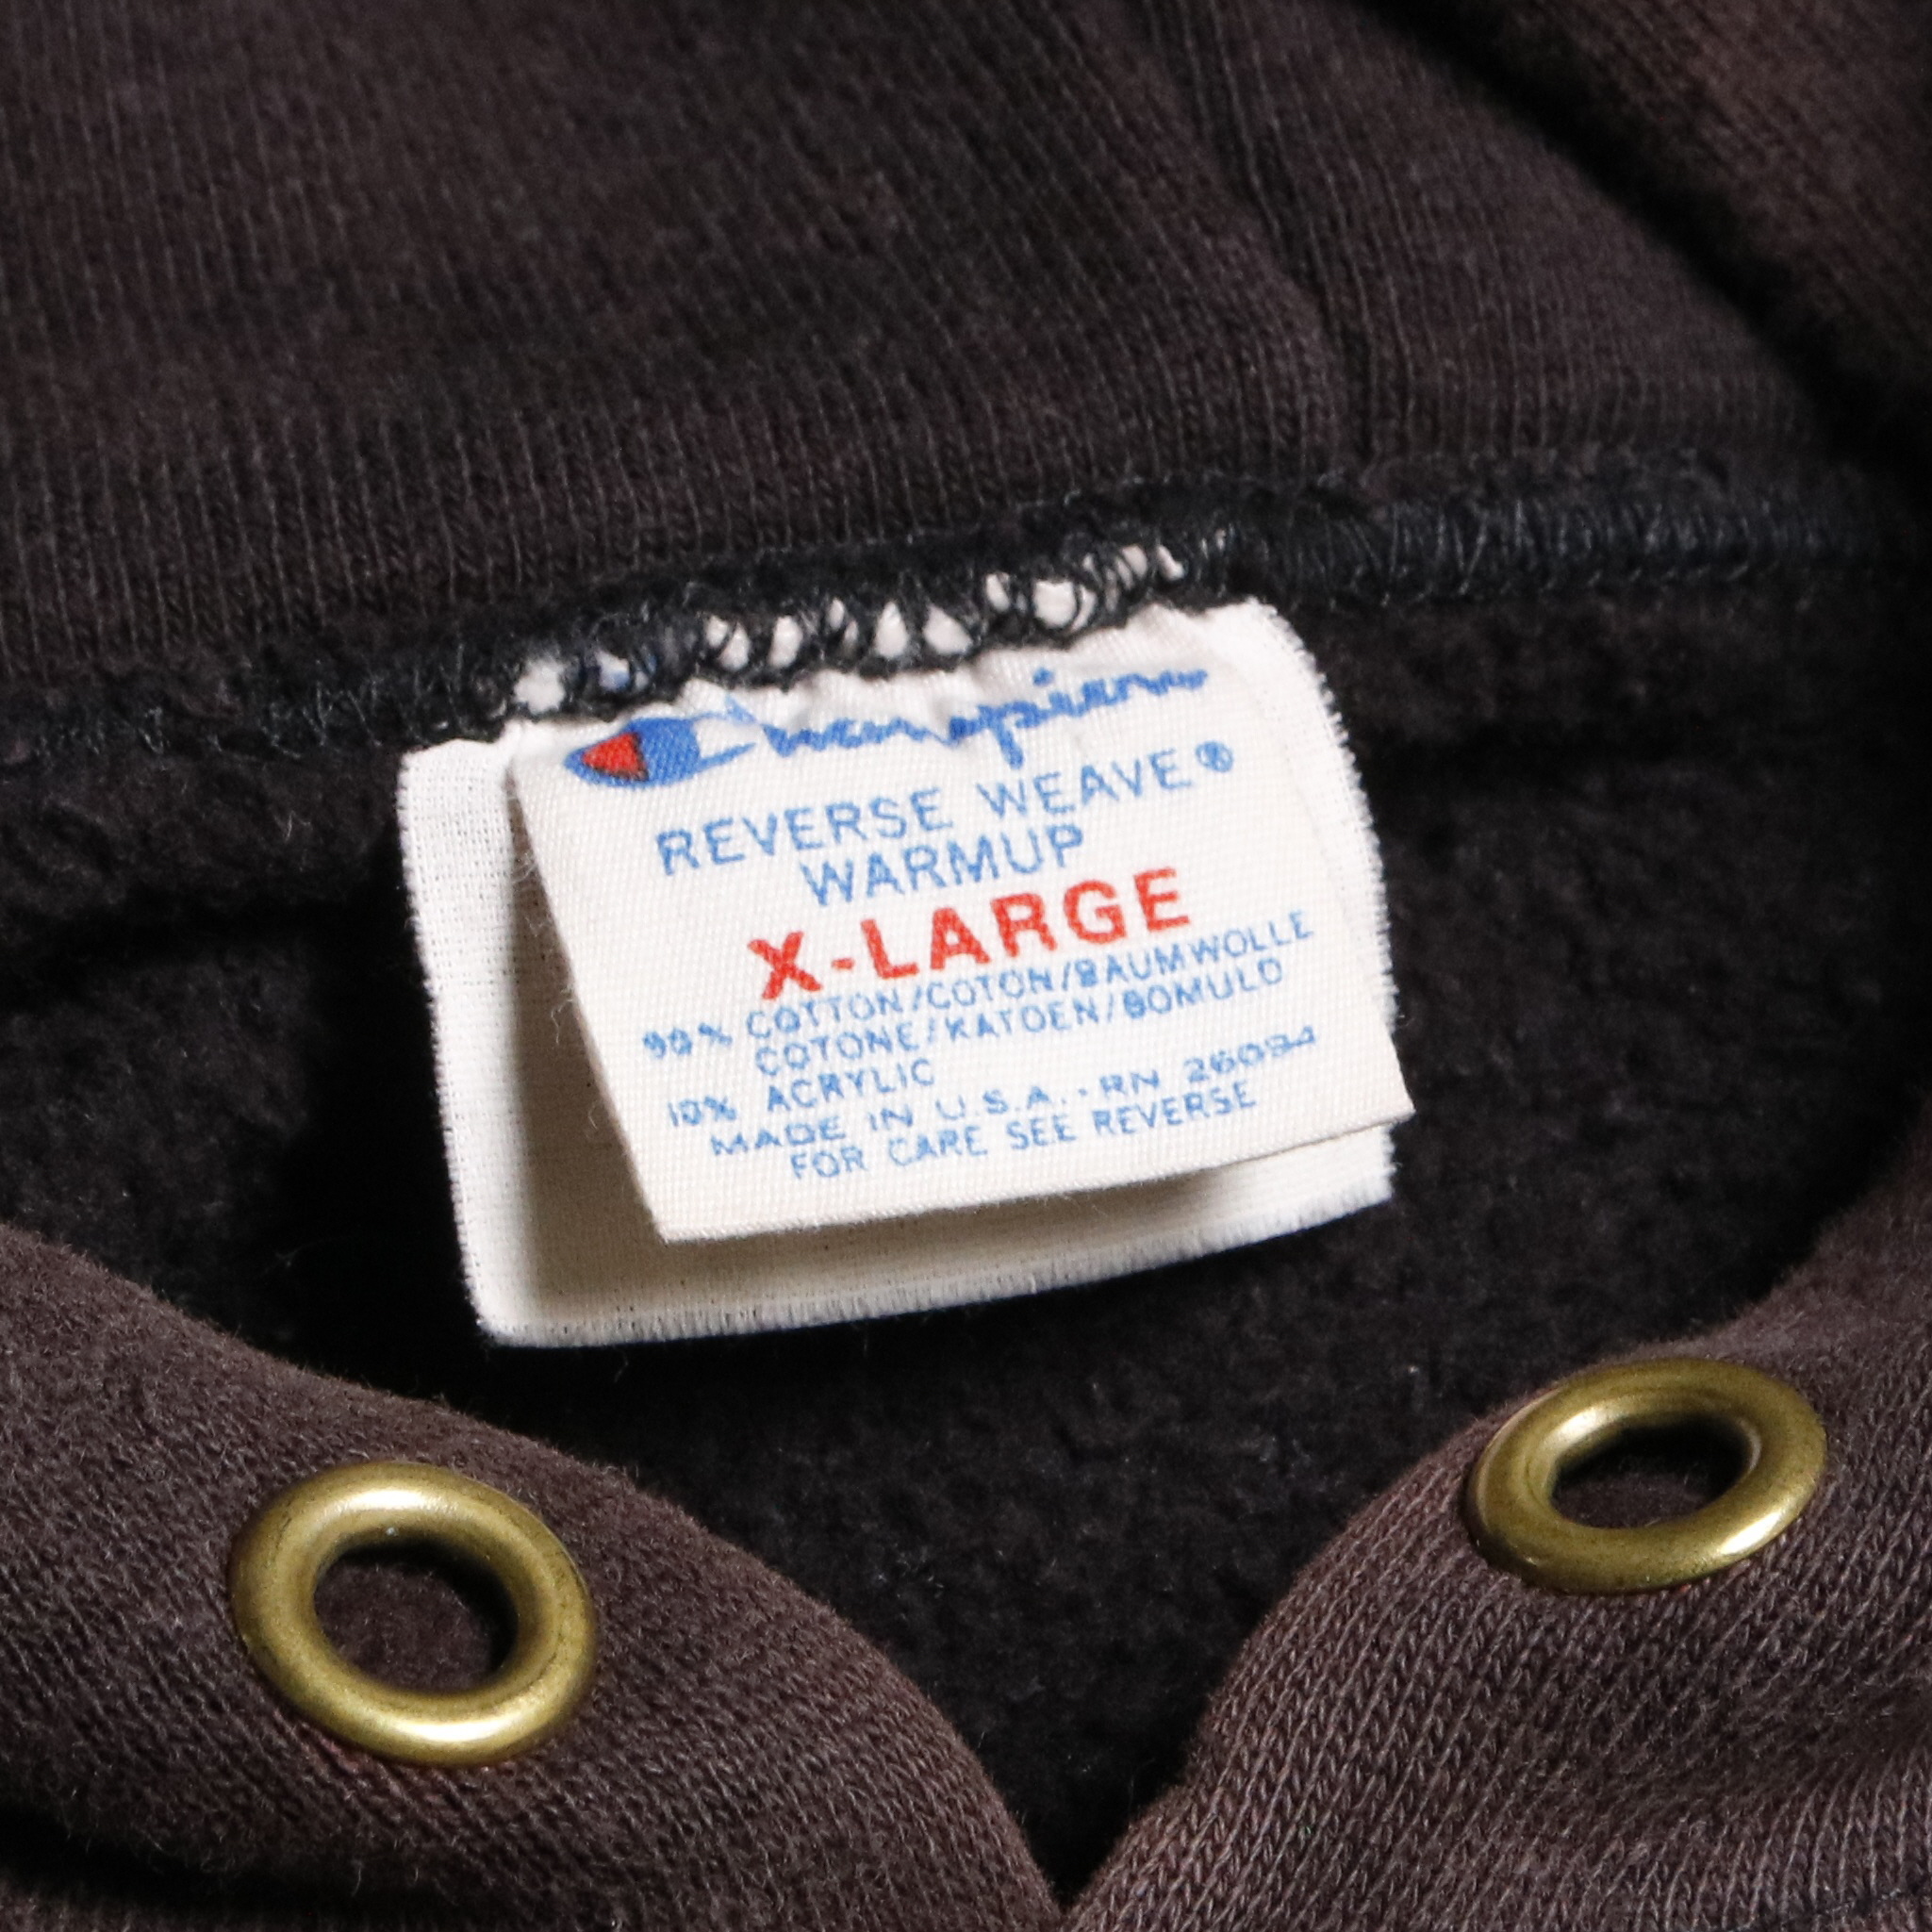 Champion
REVERSE WEAVE®
WARMUP
X-LARGE
90% COTTON/COTON/BAUMWOLLE
COTONE/KATOEN/BOMULD
10% ACRYLIC
MADE IN U.S.A. - RN 26094
FOR CARE SEE REVERSE